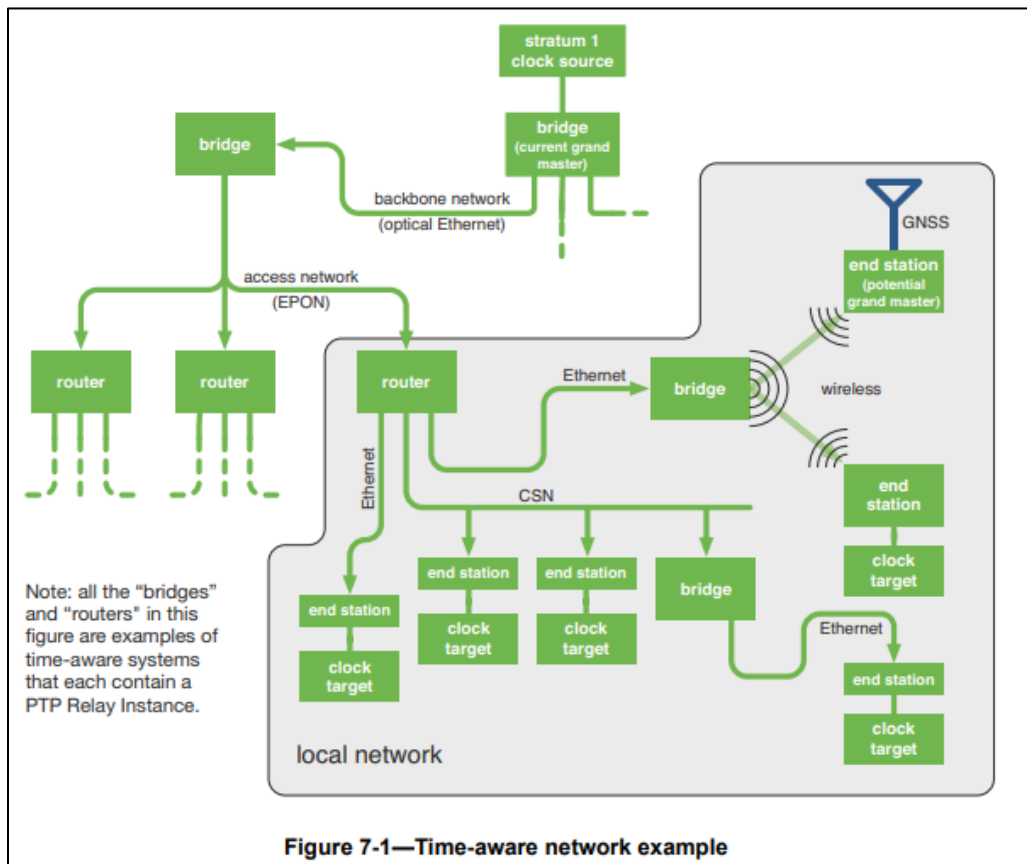 stratum 1
clock source
bridge
(current grand
master)
bridge
backbone network
(optical Ethernet)
GNSS
end station
(potential
grand master)
access network
(EPON)
router
router
router
Ethernet
bridge
wireless
Ethernet
CSN
end
station
clock
target
end station
clock
target
end station
clock
target
bridge
end station
clock
target
Ethernet
end station
clock
target
Note: all the “bridges”
and “routers" in this
figure are examples of
time-aware systems
that each contain a
PTP Relay Instance.
local network
Figure 7-1—Time-aware network example